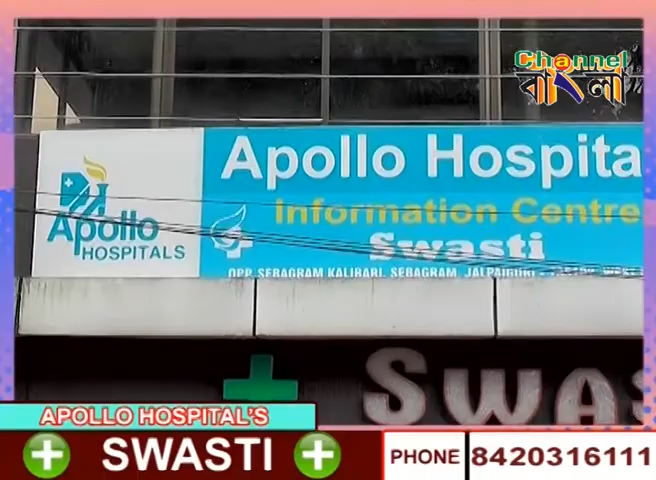 Channel
বাংলা
Apollo Hospita
Apollo
HOSPITALS
Information Centre
Swasti
OPP. SEBAGRAM KALIBARI, SEBAGRAM, JALPAIGURI -
SWAS
APOLLO HOSPITAL'S
SWASTI
PHONE 8420316111